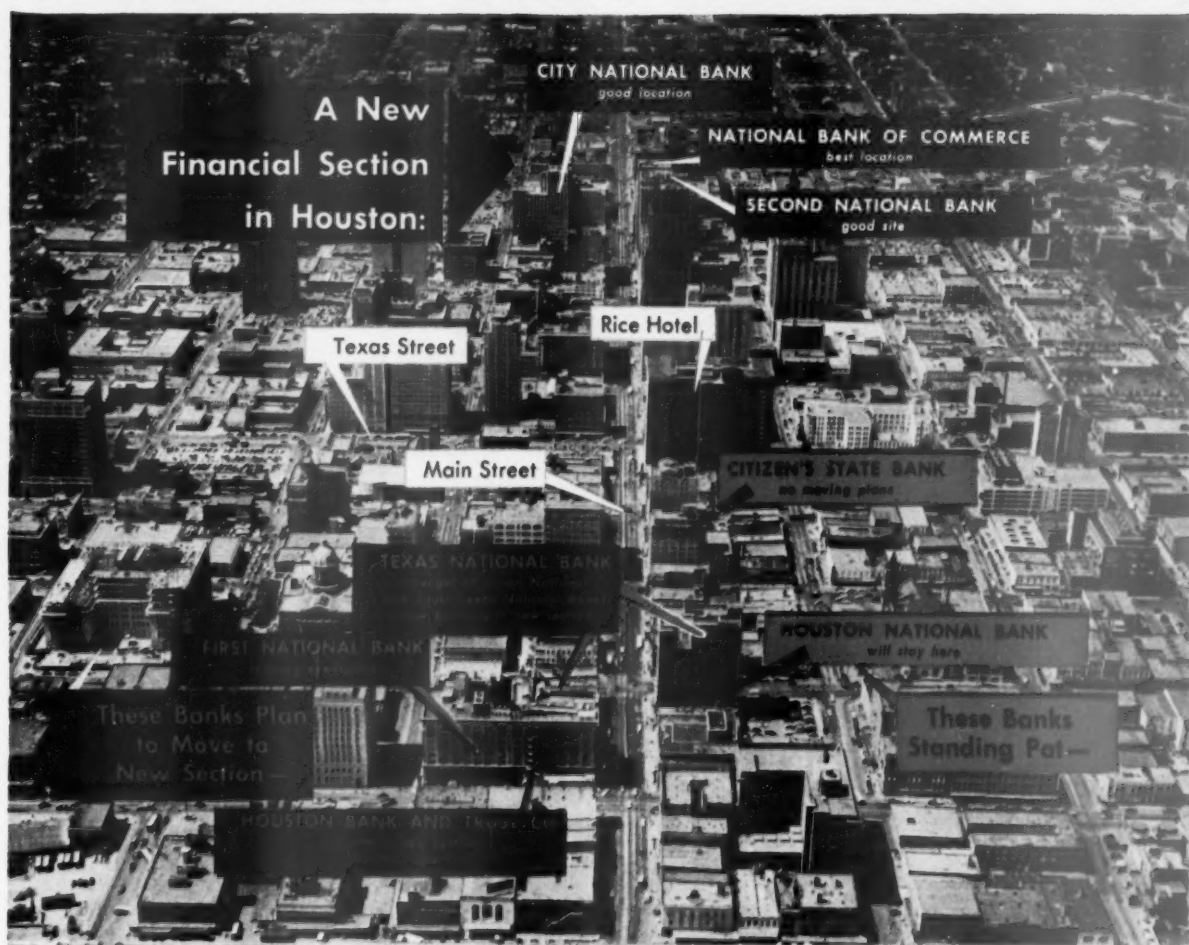 A New
Financial Section
in Houston:
CITY NATIONAL BANK
good location
NATIONAL BANK OF COMMERCE
best location
SECOND NATIONAL BANK
good site
Rice Hotel
Texas Street
Main Street
CITIZEN'S STATE BANK
no moving plans
TEXAS NATIONAL BANK
FIRST NATIONAL BANK
HOUSTON NATIONAL BANK
will stay here
These Banks Plan
to Move to
New Section—
These Banks
Standing Pat—
HOUSTON BANK AND TRUST CO